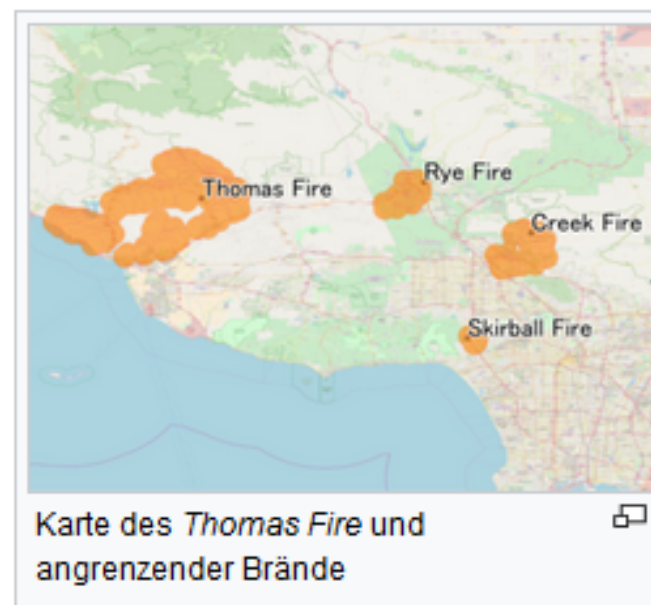 Thomas Fire
Rye Fire
Creek Fire
Skirball Fire
Karte des Thomas Fire und
angrenzender Brände